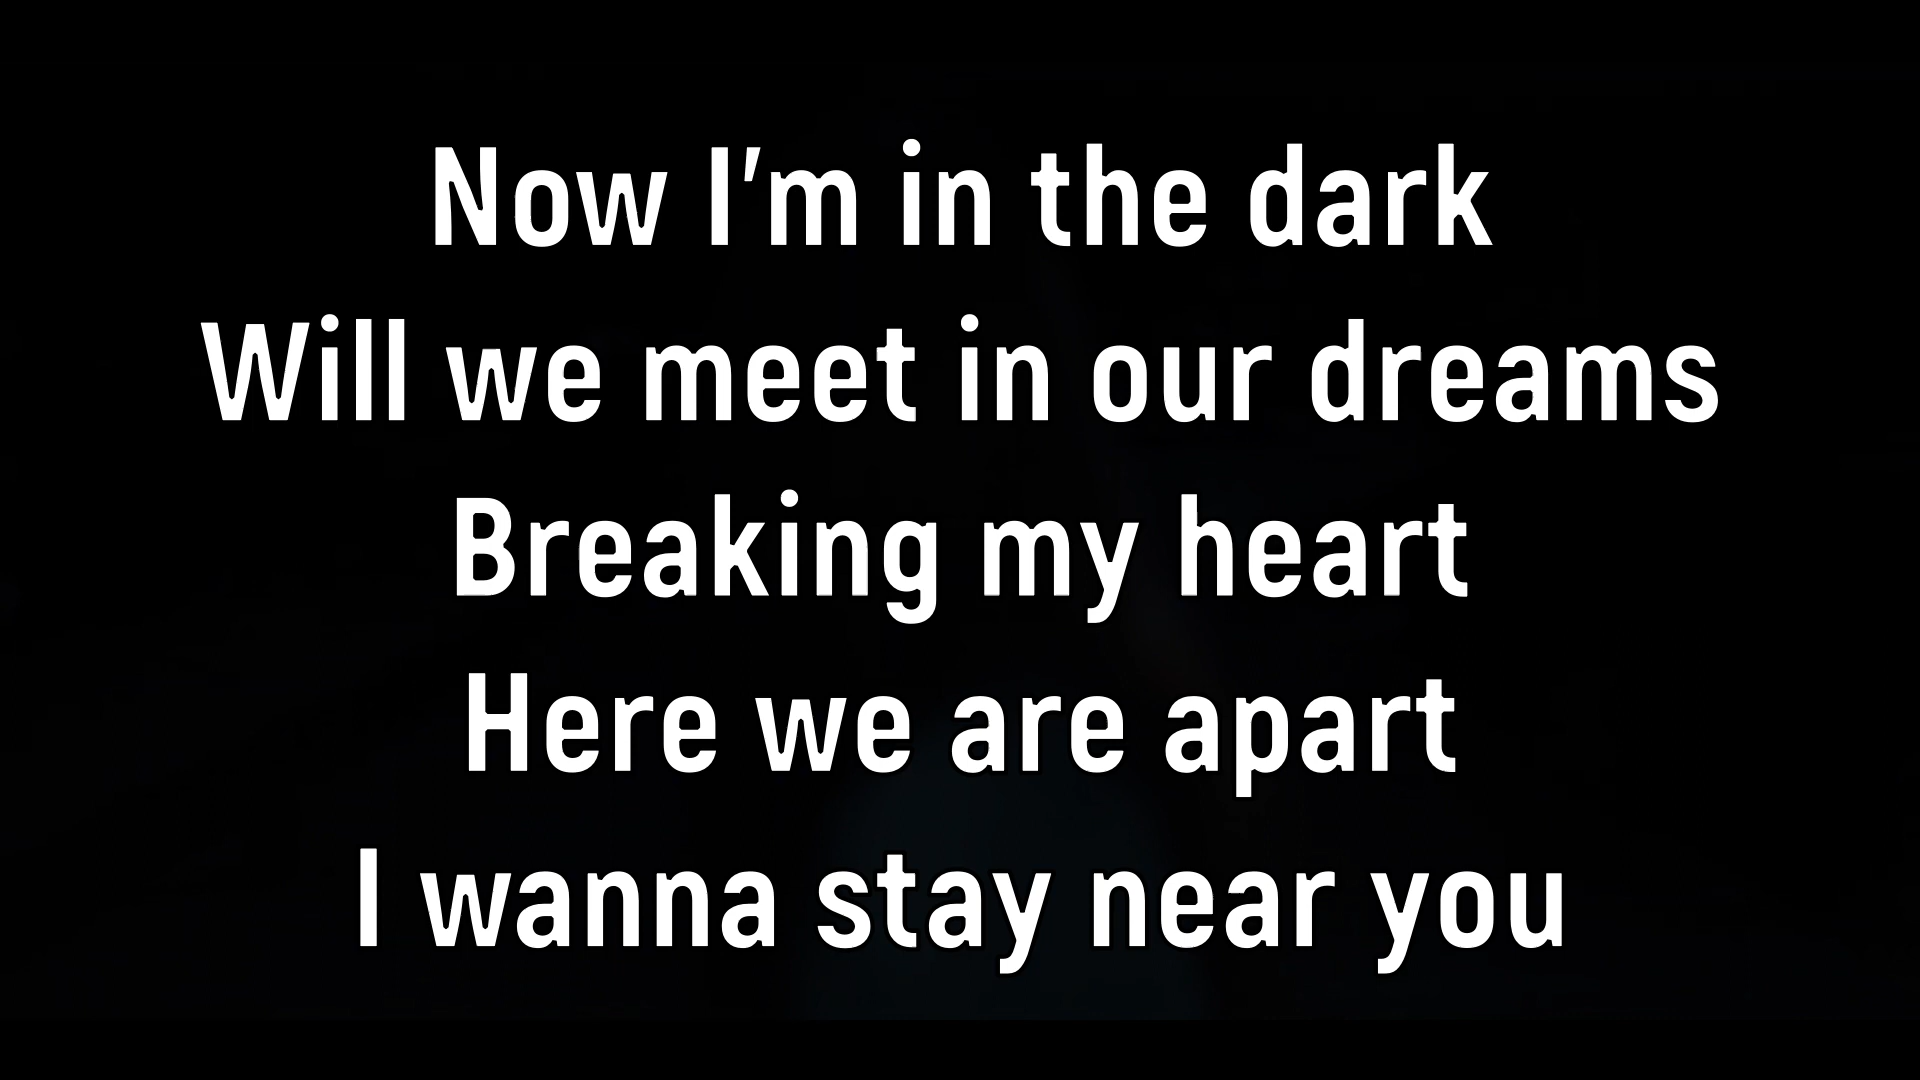 Now I'm in the dark
Will we meet in our dreams
Breaking my heart
Here we are apart
I wanna stay near you